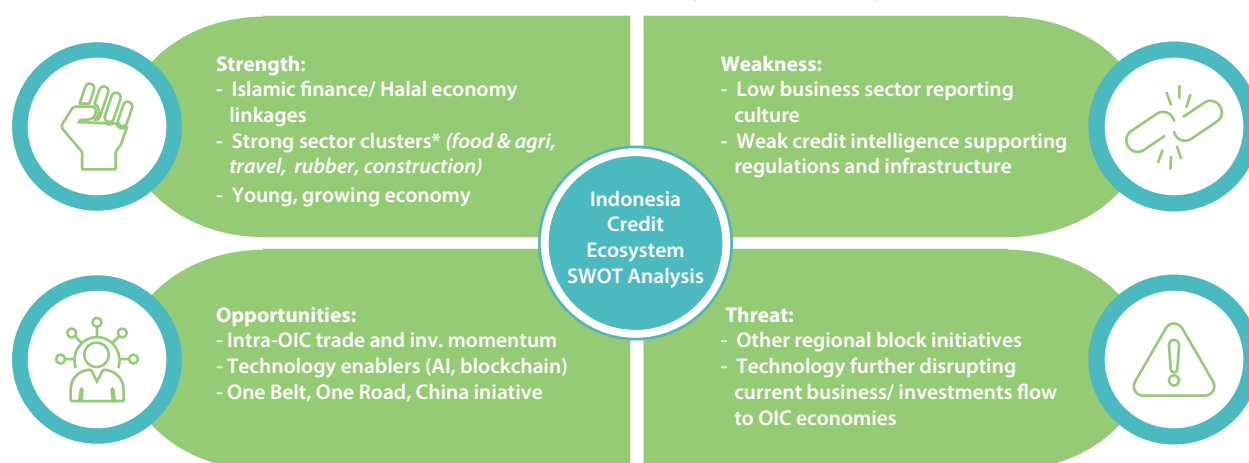 Strength:
- Islamic finance/ Halal economy
linkages
- Strong sector clusters* (food & agri,
travel, rubber, construction)
- Young, growing economy
Weakness:
- Low business sector reporting
culture
- Weak credit intelligence supporting
regulations and infrastructure
Indonesia
Credit
Ecosystem
SWOT Analysis
Opportunities:
- Intra-OIC trade and inv. momentum
- Technology enablers (AI, blockchain)
- One Belt, One Road, China iniative
Threat:
- Other regional block initiatives
- Technology further disrupting
current business/ investments flow
to OIC economies